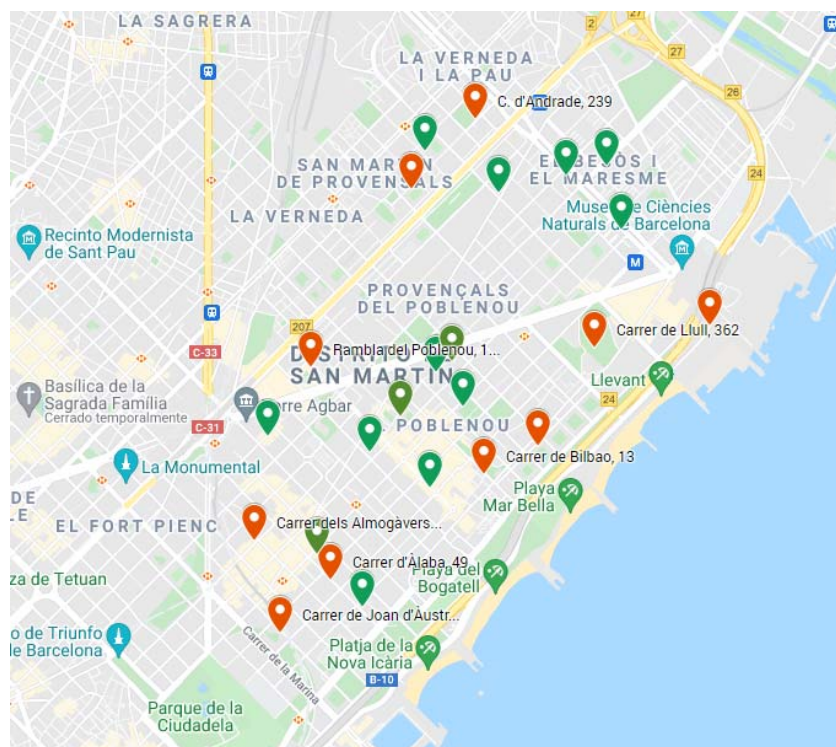 LA SAGRERA
LA VERNEDA
I LA PAU
2
27
27
26
C. d'Andrade, 239
SAN MARTÍN
DE PROVENSALS
EL BESÒS I
EL MARESME
24
LA VERNEDA
Museu de Ciències
Naturals de Barcelona
Recinto Modernista
de Sant Pau
M
PROVENÇALS
DEL POBLENOU
207
Carrer de Llull, 362
C-33
Rambla del Poblenou, 1...
SAN MARTÍN
Llevant
Basílica de la
Sagrada Família
Cerrado temporalmente
24
Torre Agbar
C-31
POBLENOU
Carrer de Bilbao, 13
La Monumental
Playa
Mar Bella
EL FORT PIENC
Carrer dels Almogàvers...
Carrer d'Àlaba, 49
Playa del
Bogatell
za de Tetuan
Carrer de Joan d'Àustr...
o de Triunfo
de Barcelona
Carrer de la Marina
Platja de la
Nova Icària
B-10
Parque de la
Ciudadela